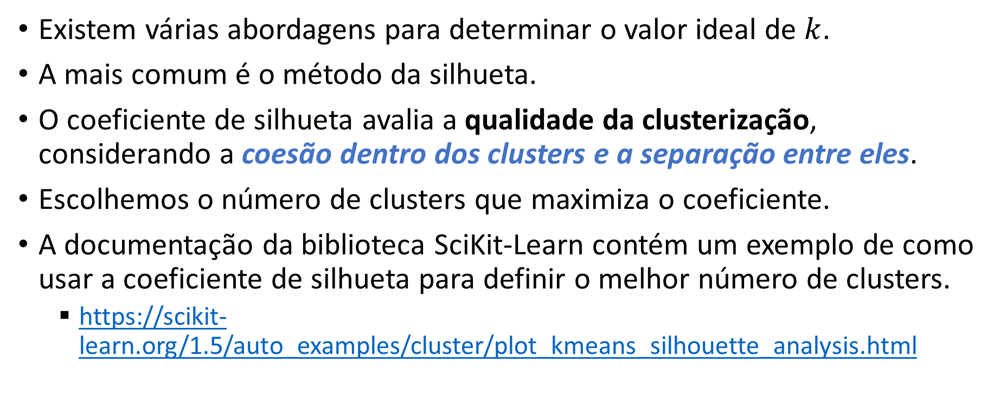 • Existem várias abordagens para determinar o valor ideal de k.
• A mais comum é o método da silhueta.
• O coeficiente de silhueta avalia a qualidade da clusterização,
considerando a coesão dentro dos clusters e a separação entre eles.
• Escolhemos o número de clusters que maximiza o coeficiente.
• A documentação da biblioteca SciKit-Learn contém um exemplo de como
usar a coeficiente de silhueta para definir o melhor número de clusters.
▪ https://scikit-
learn.org/1.5/auto_examples/cluster/plot_kmeans_silhouette_analysis.html